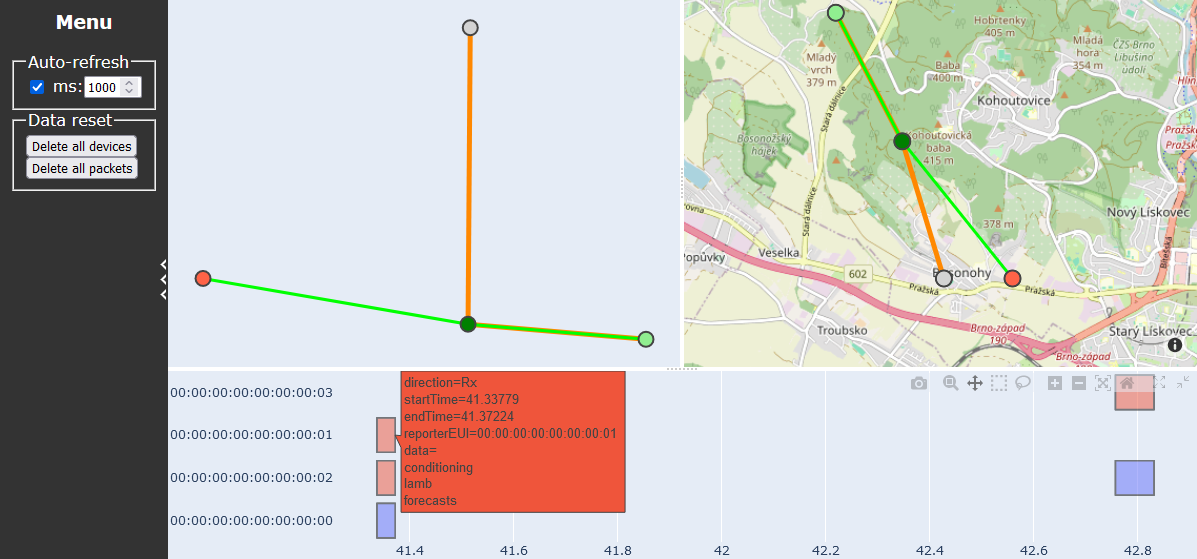 Menu
Auto-refresh
ms: 1000
Data reset
Delete all devices
Delete all packets
Hobrtenky
405 m
Mladá
hora
354 m
ČZS-Brno
Libušino
údolí
Mladý
vrch
379 m
Baba
400 m
Kohoutovice
Stará dálnice
Bosonožský
hájek
Kohoutovická
baba
415 m
Pražská
Stará dálnice
378 m
Nový Lískovec
Popůvky
Veselka
602
Bosonohy
Pražská
Pražská
Bítešská
Troubsko
Brno-západ
190
Starý Lískovec
Brno-západ
00:00:00:00:00:00:00:03
00:00:00:00:00:00:00:01
00:00:00:00:00:00:00:02
00:00:00:00:00:00:00:00
direction=Rx
startTime=41.33779
endTime=41.37224
reporterEUI=00:00:00:00:00:00:00:01
data=
conditioning
lamb
forecasts
41.4
41.6
41.8
42
42.2
42.4
42.6
42.8